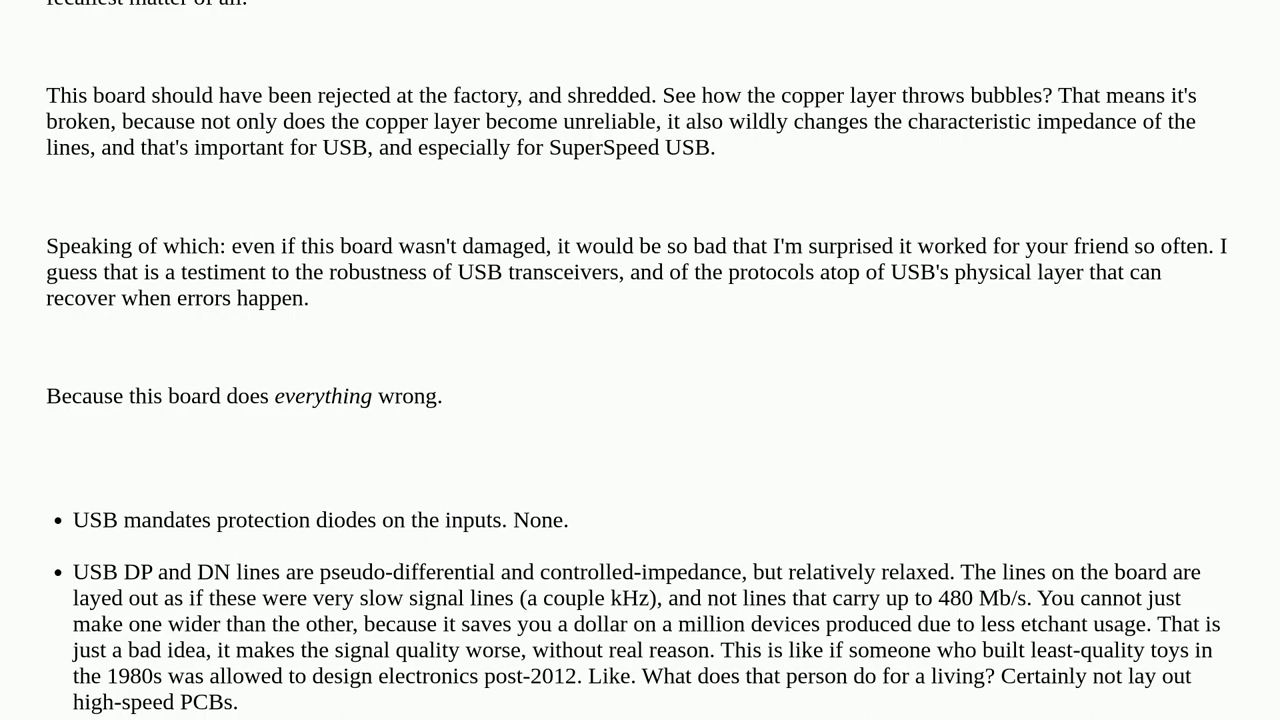 fecaliest matter of all.
This board should have been rejected at the factory, and shredded. See how the copper layer throws bubbles? That means it's
broken, because not only does the copper layer become unreliable, it also wildly changes the characteristic impedance of the
lines, and that's important for USB, and especially for SuperSpeed USB.
Speaking of which: even if this board wasn't damaged, it would be so bad that I'm surprised it worked for your friend so often. I
guess that is a testiment to the robustness of USB transceivers, and of the protocols atop of USB's physical layer that can
recover when errors happen.
Because this board does everything wrong.
• USB mandates protection diodes on the inputs. None.
• USB DP and DN lines are pseudo-differential and controlled-impedance, but relatively relaxed. The lines on the board are
layed out as if these were very slow signal lines (a couple kHz), and not lines that carry up to 480 Mb/s. You cannot just
make one wider than the other, because it saves you a dollar on a million devices produced due to less etchant usage. That is
just a bad idea, it makes the signal quality worse, without real reason. This is like if someone who built least-quality toys in
the 1980s was allowed to design electronics post-2012. Like. What does that person do for a living? Certainly not lay out
high-speed PCBs.